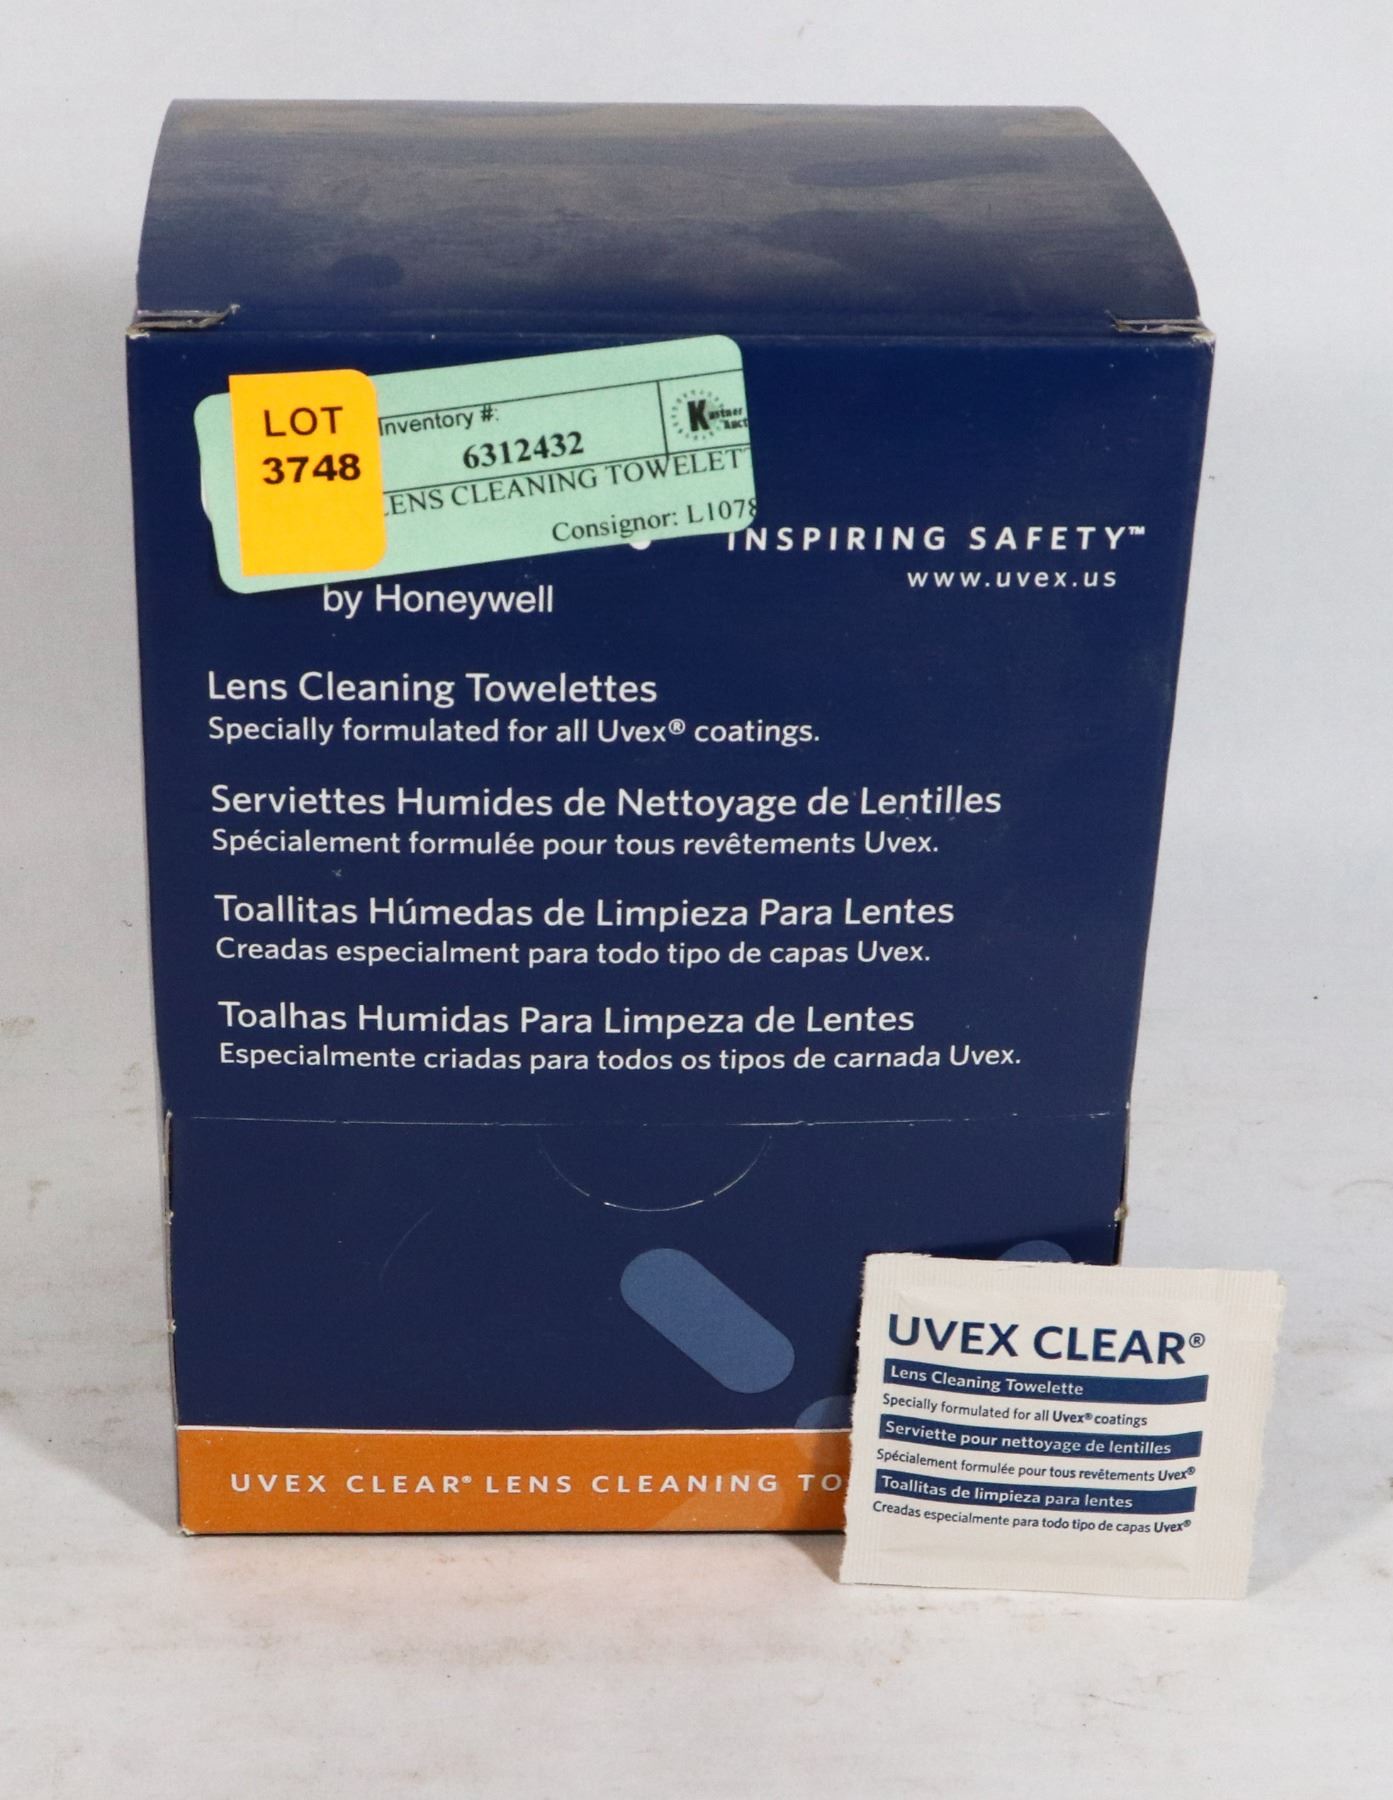 LOT
3748
Inventory #:
6312432
LENS CLEANING TOWELET
Consignor: L1078
INSPIRING SAFETY™
www.uvex.us
by Honeywell
Lens Cleaning Towelettes
Specially formulated for all Uvex® coatings.
Serviettes Humides de Nettoyage de Lentilles
Spécialement formulée pour tous revêtements Uvex.
Toallitas Húmedas de Limpieza Para Lentes
Creadas especialment para todo tipo de capas Uvex.
Toalhas Humidas Para Limpeza de Lentes
Especialmente criadas para todos os tipos de carnada Uvex.
UVEX CLEAR® LENS CLEANING TO
UVEX CLEAR®
Lens Cleaning Towelette
Specially formulated for all Uvex® coatings
Serviette pour nettoyage de lentilles
Spécialement formulée pour tous revêtements Uvex®
Toallitas de limpieza para lentes
Creadas especialmente para todo tipo de capas Uvex®